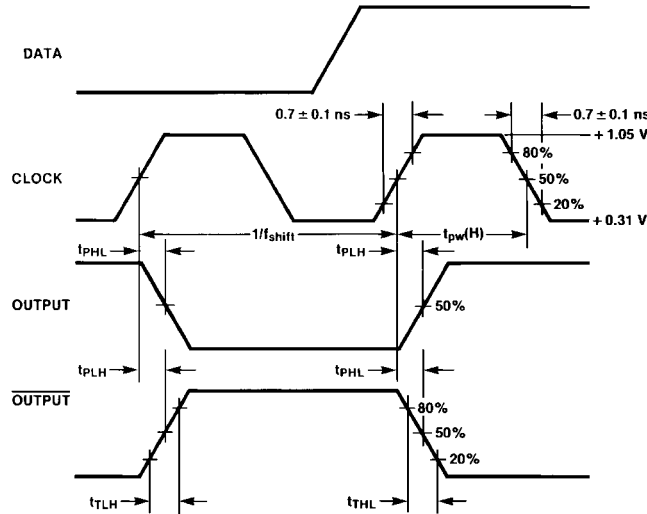 DATA
0.7 ± 0.1 ns
0.7 ± 0.1 ns
+ 1.05 V
80%
CLOCK
50%
20%
+ 0.31 V
1/fshift
tpw(H)
tPHL
tPLH
OUTPUT
50%
tPLH
tPHL
OUTPUT
80%
50%
20%
tTLH
tTHL